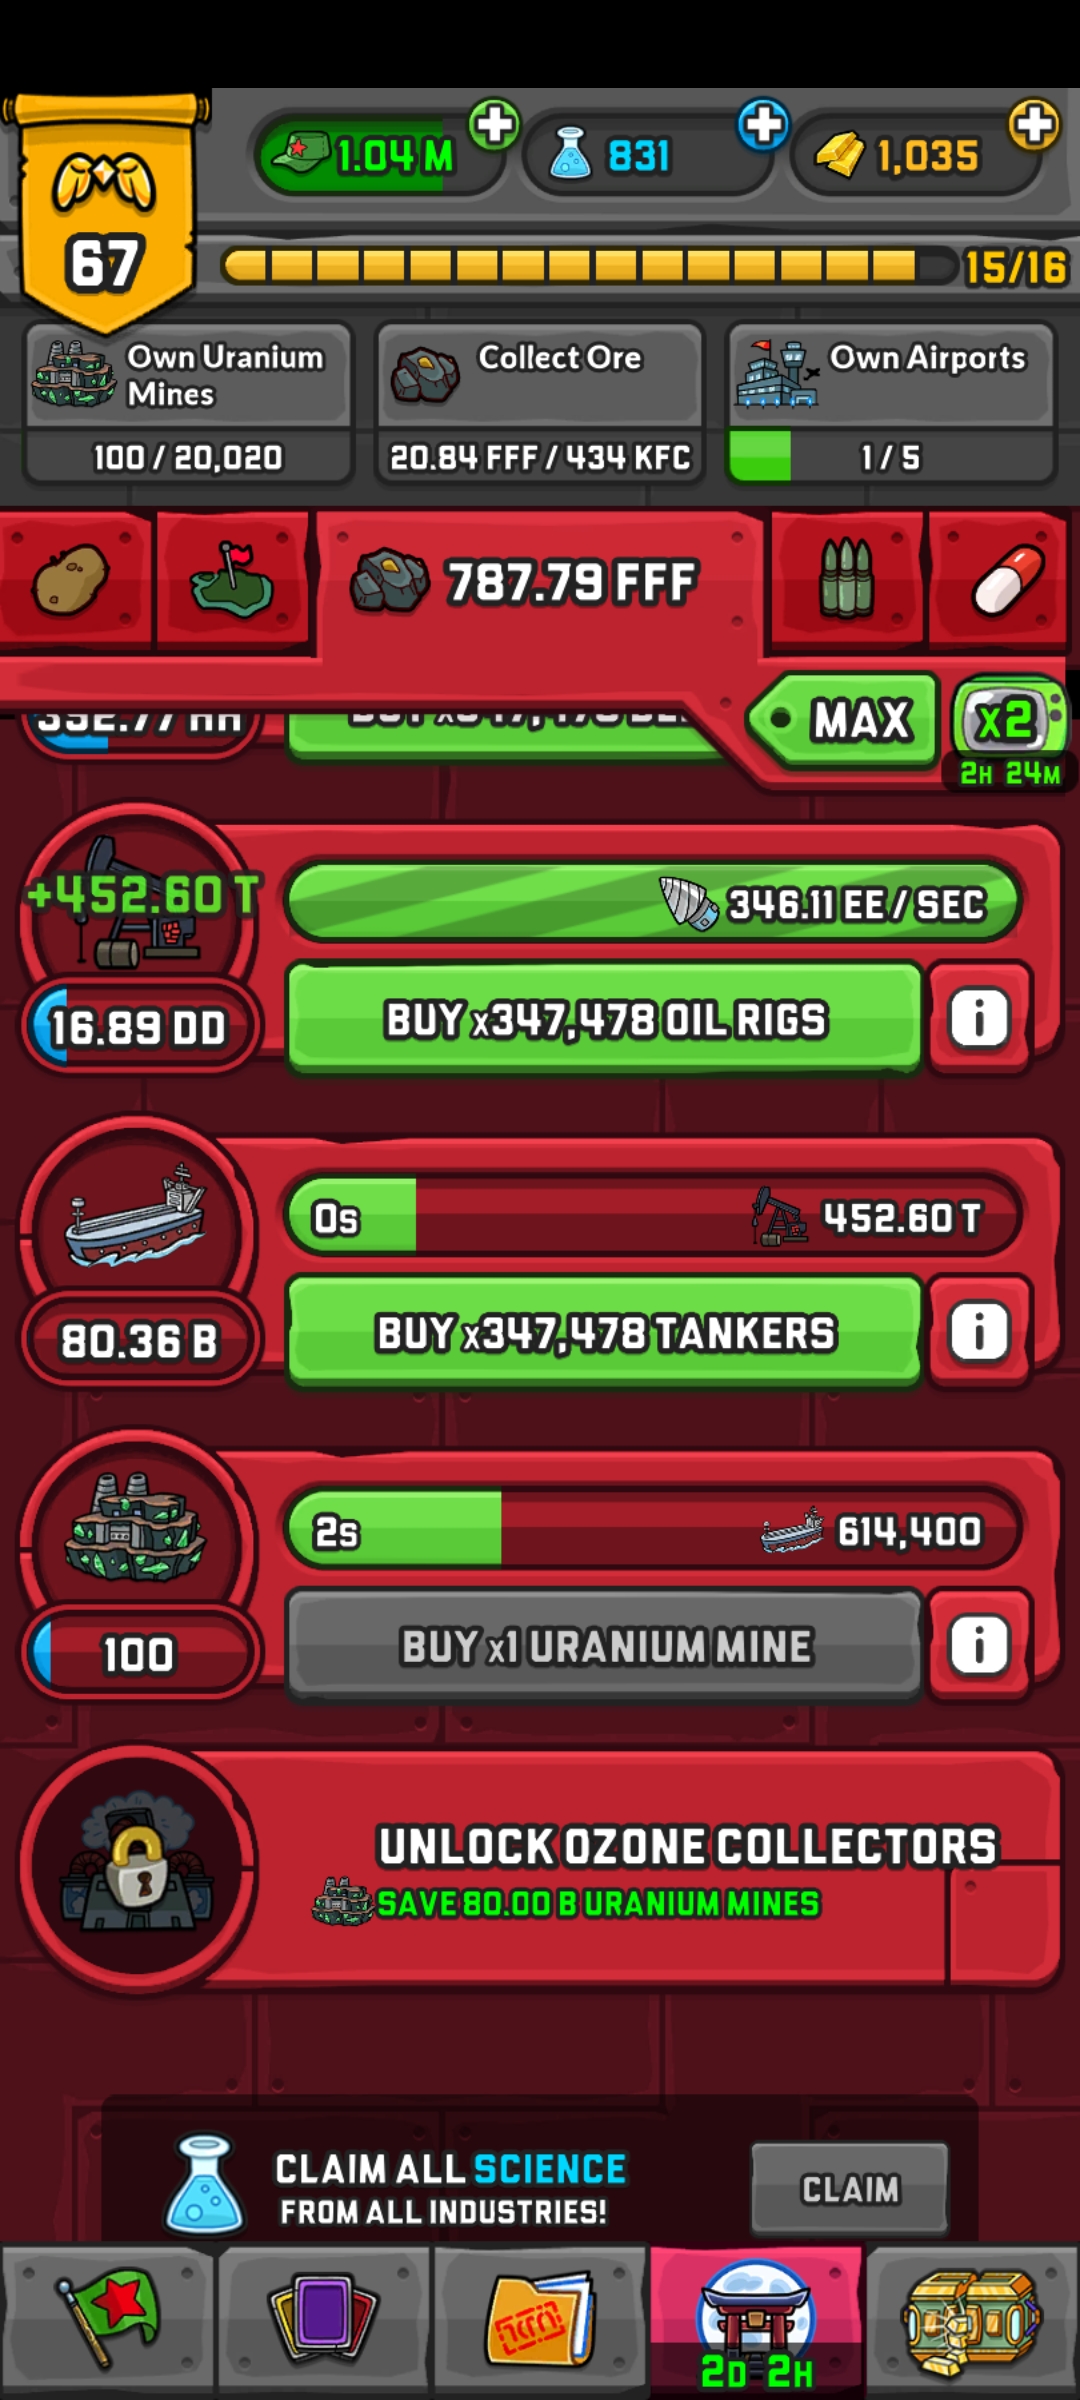 1.04 M
831
1,035
67
15/16
Own Uranium
Mines
Collect Ore
Own Airports
100 / 20,020
20.84 FFF / 434 KFC
1 / 5
787.79 FFF
MAX
x2
2H 24M
+452.60 T
346.11 EE / SEC
16.89 DD
BUY x347,478 OIL RIGS
i
0s
452.60 T
80.36 B
BUY x347,478 TANKERS
i
2s
614,400
100
BUY x1 URANIUM MINE
i
UNLOCK OZONE COLLECTORS
SAVE 80.00 B URANIUM MINES
CLAIM ALL SCIENCE
FROM ALL INDUSTRIES!
CLAIM
2D 2H